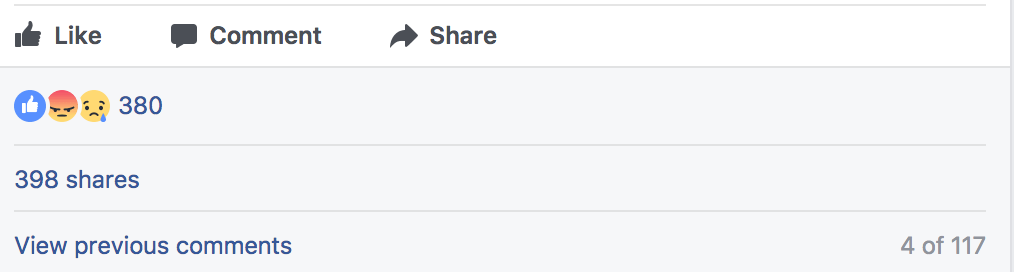 Like Comment Share
380
398 shares
View previous comments 4 of 117